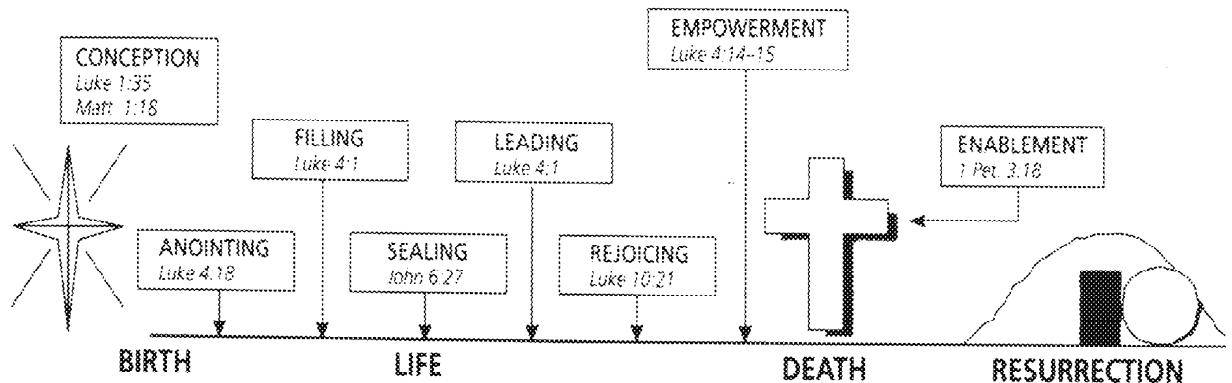 CONCEPTION
Luke 1:35
Matt. 1:18
EMPOWERMENT
Luke 4:14–15
FILLING
Luke 4:1
LEADING
Luke 4:1
ENABLEMENT
1 Pet. 3:18
ANOINTING
Luke 4:18
SEALING
John 6:27
REJOICING
Luke 10:21
BIRTH
LIFE
DEATH
RESURRECTION